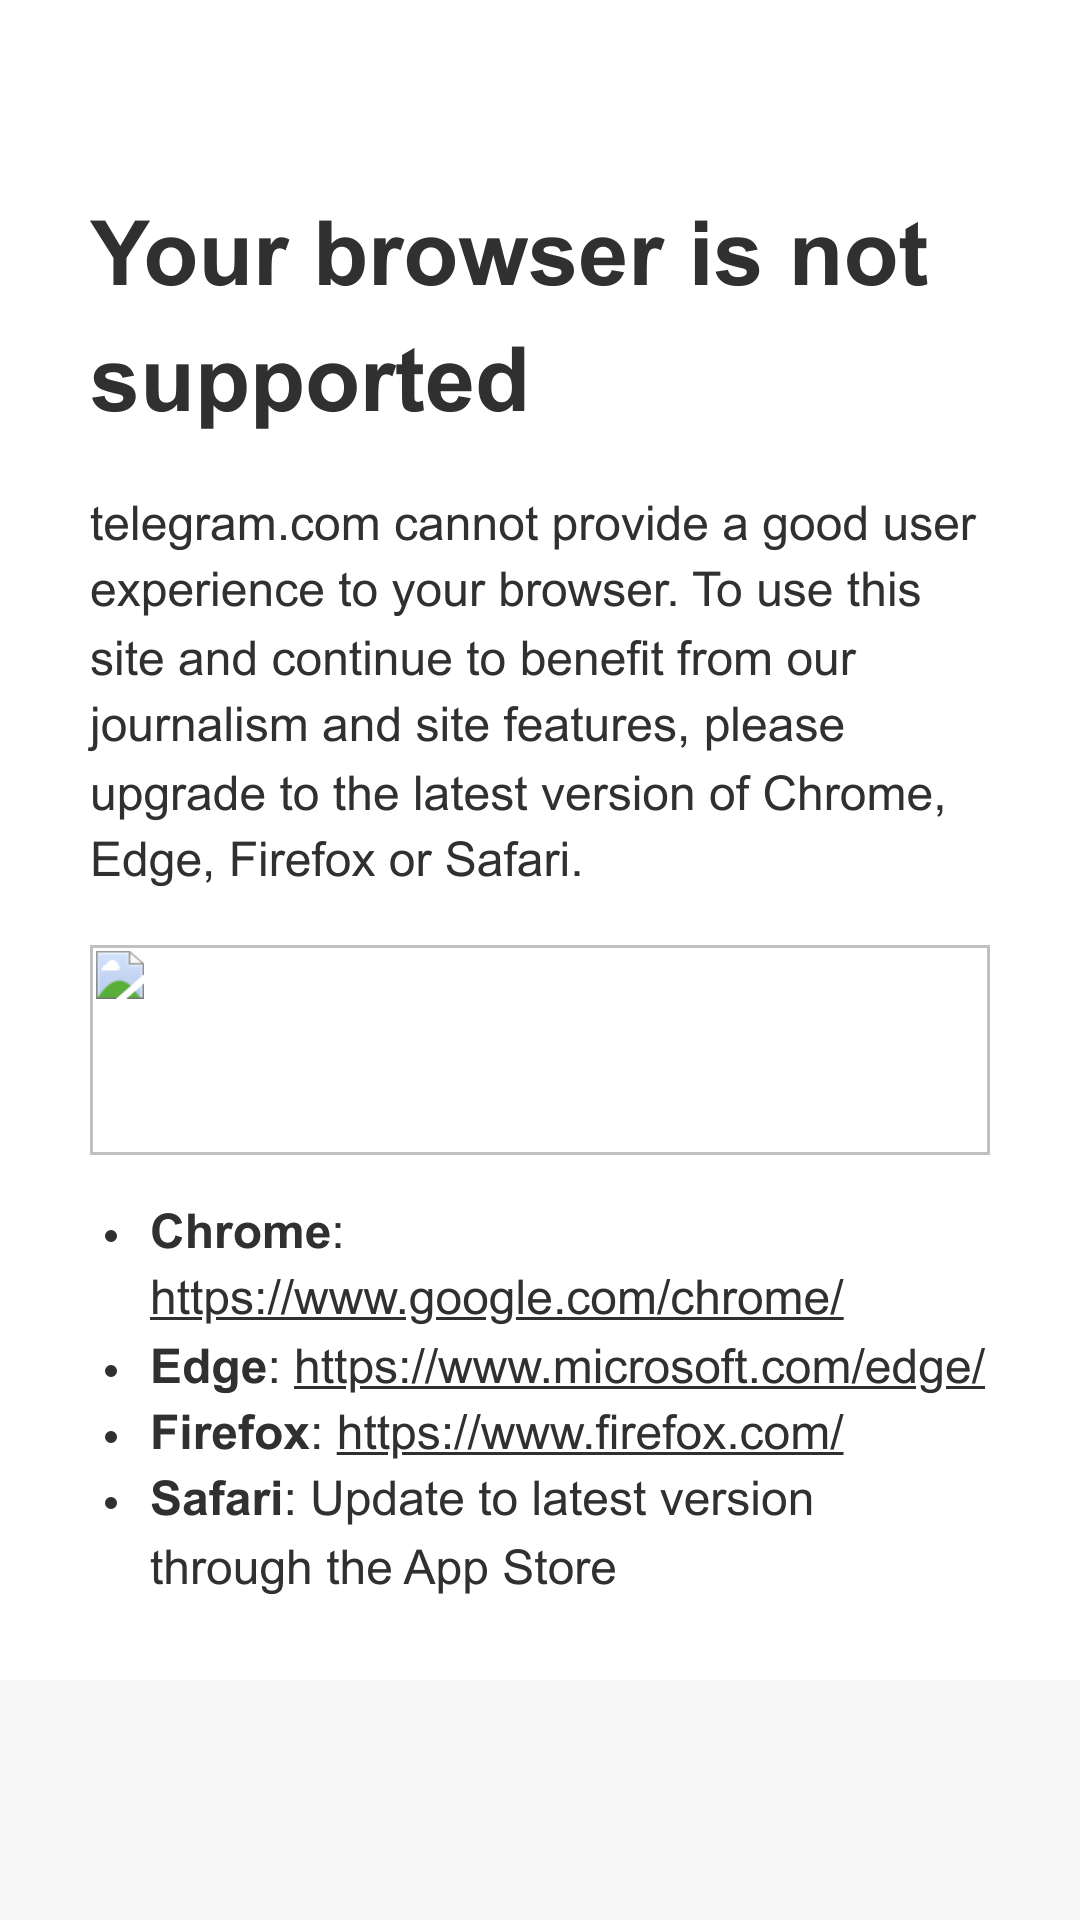 Your browser is not
supported
telegram.com cannot provide a good user
experience to your browser. To use this
site and continue to benefit from our
journalism and site features, please
upgrade to the latest version of Chrome,
Edge, Firefox or Safari.
• Chrome:
https://www.google.com/chrome/
• Edge: https://www.microsoft.com/edge/
• Firefox: https://www.firefox.com/
• Safari: Update to latest version
through the App Store